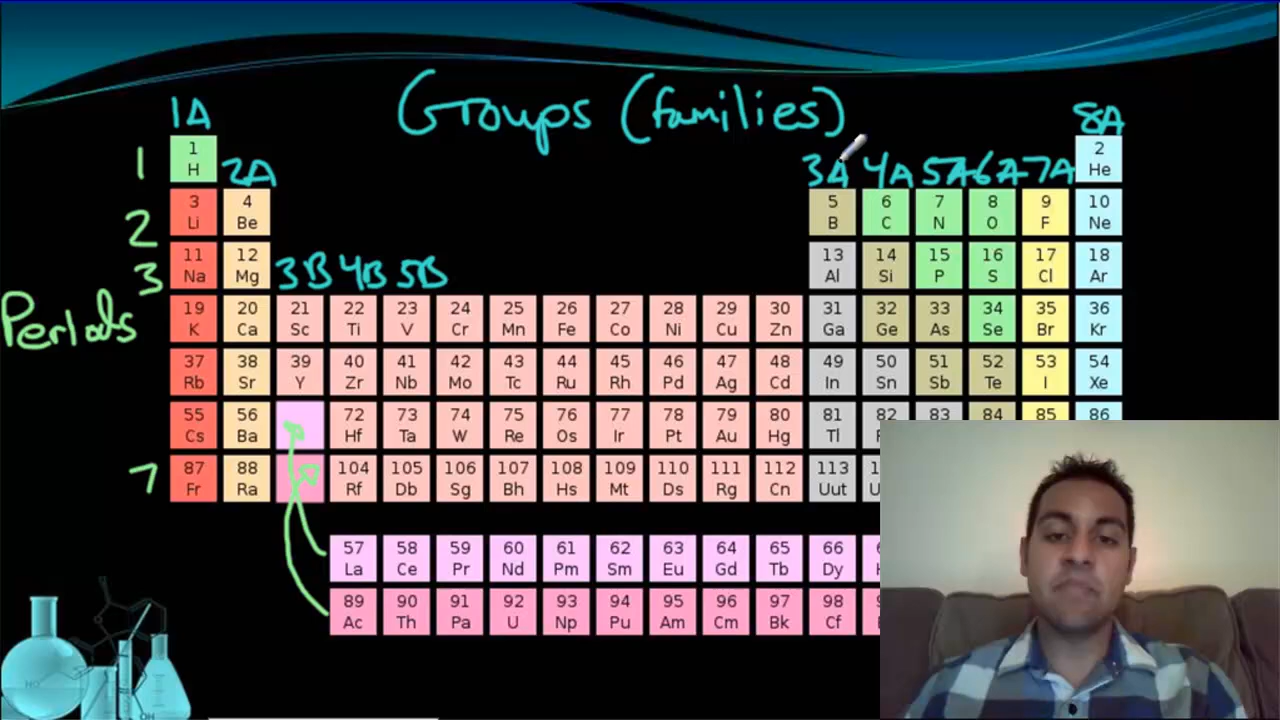 Groups (families)
1A 8A
1 1 H 2A 3A 4A 5A 6A 7A 2 He
2 3 Li 4 Be 5 B 6 C 7 N 8 O 9 F 10 Ne
3 11 Na 12 Mg 3B 4B 5B 13 Al 14 Si 15 P 16 S 17 Cl 18 Ar
Periods 19 K 20 Ca 21 Sc 22 Ti 23 V 24 Cr 25 Mn 26 Fe 27 Co 28 Ni 29 Cu 30 Zn 31 Ga 32 Ge 33 As 34 Se 35 Br 36 Kr
37 Rb 38 Sr 39 Y 40 Zr 41 Nb 42 Mo 43 Tc 44 Ru 45 Rh 46 Pd 47 Ag 48 Cd 49 In 50 Sn 51 Sb 52 Te 53 I 54 Xe
55 Cs 56 Ba 72 Hf 73 Ta 74 W 75 Re 76 Os 77 Ir 78 Pt 79 Au 80 Hg 81 Tl 82 83 84 85 86
7 87 Fr 88 Ra 104 Rf 105 Db 106 Sg 107 Bh 108 Hs 109 Mt 110 Ds 111 Rg 112 Cn 113 Uut
57 La 58 Ce 59 Pr 60 Nd 61 Pm 62 Sm 63 Eu 64 Gd 65 Tb 66 Dy
89 Ac 90 Th 91 Pa 92 U 93 Np 94 Pu 95 Am 96 Cm 97 Bk 98 Cf
OH